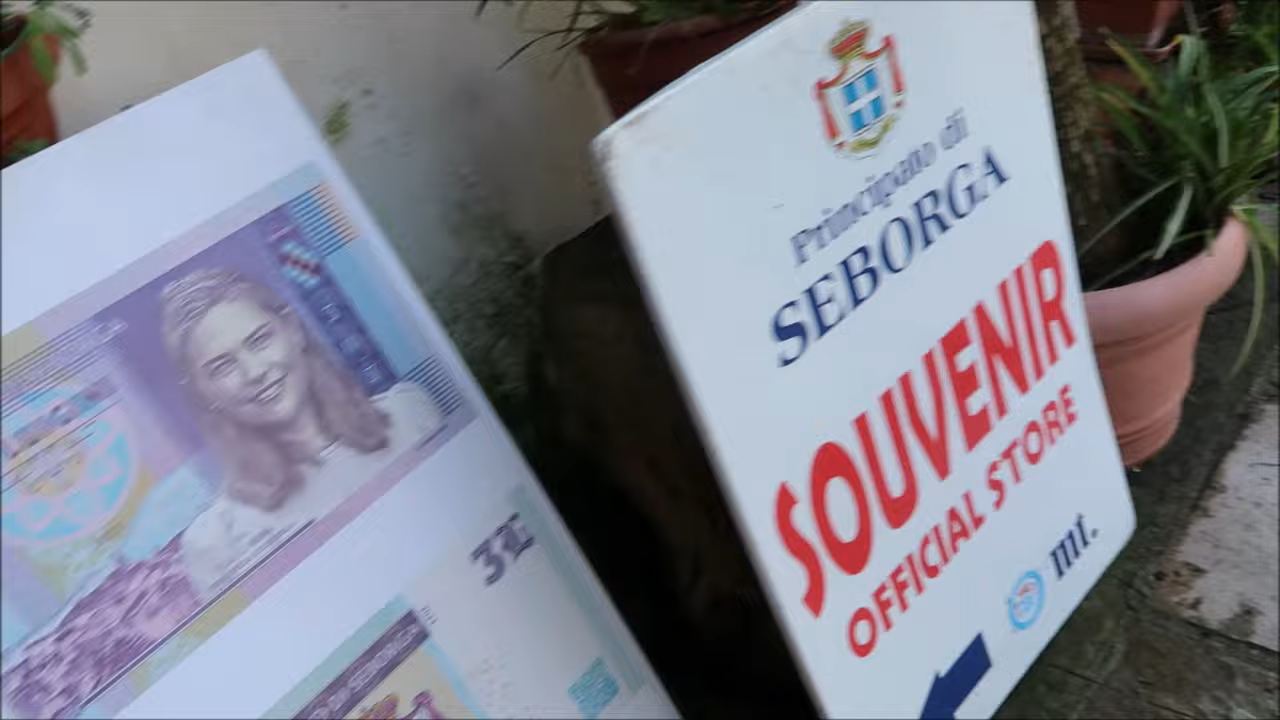 Principato di
SEBORGA
SOUVENIR
OFFICIAL STORE
mt.